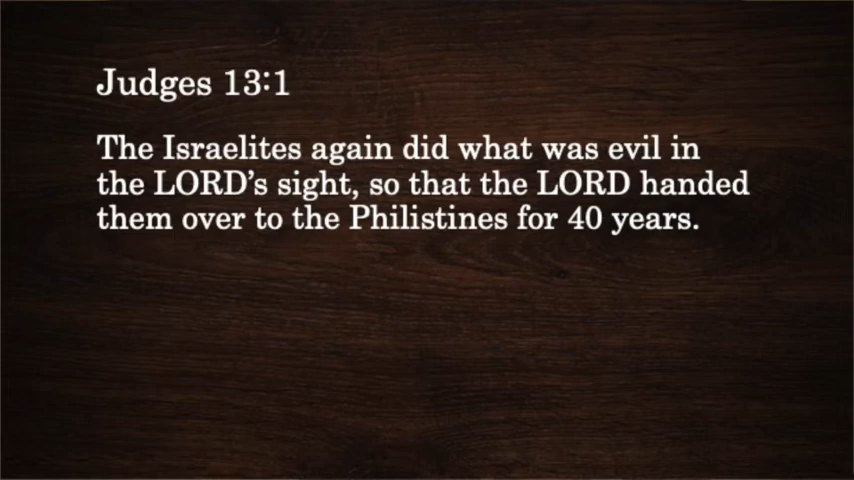 Judges 13:1
The Israelites again did what was evil in
the LORD’s sight, so that the LORD handed
them over to the Philistines for 40 years.